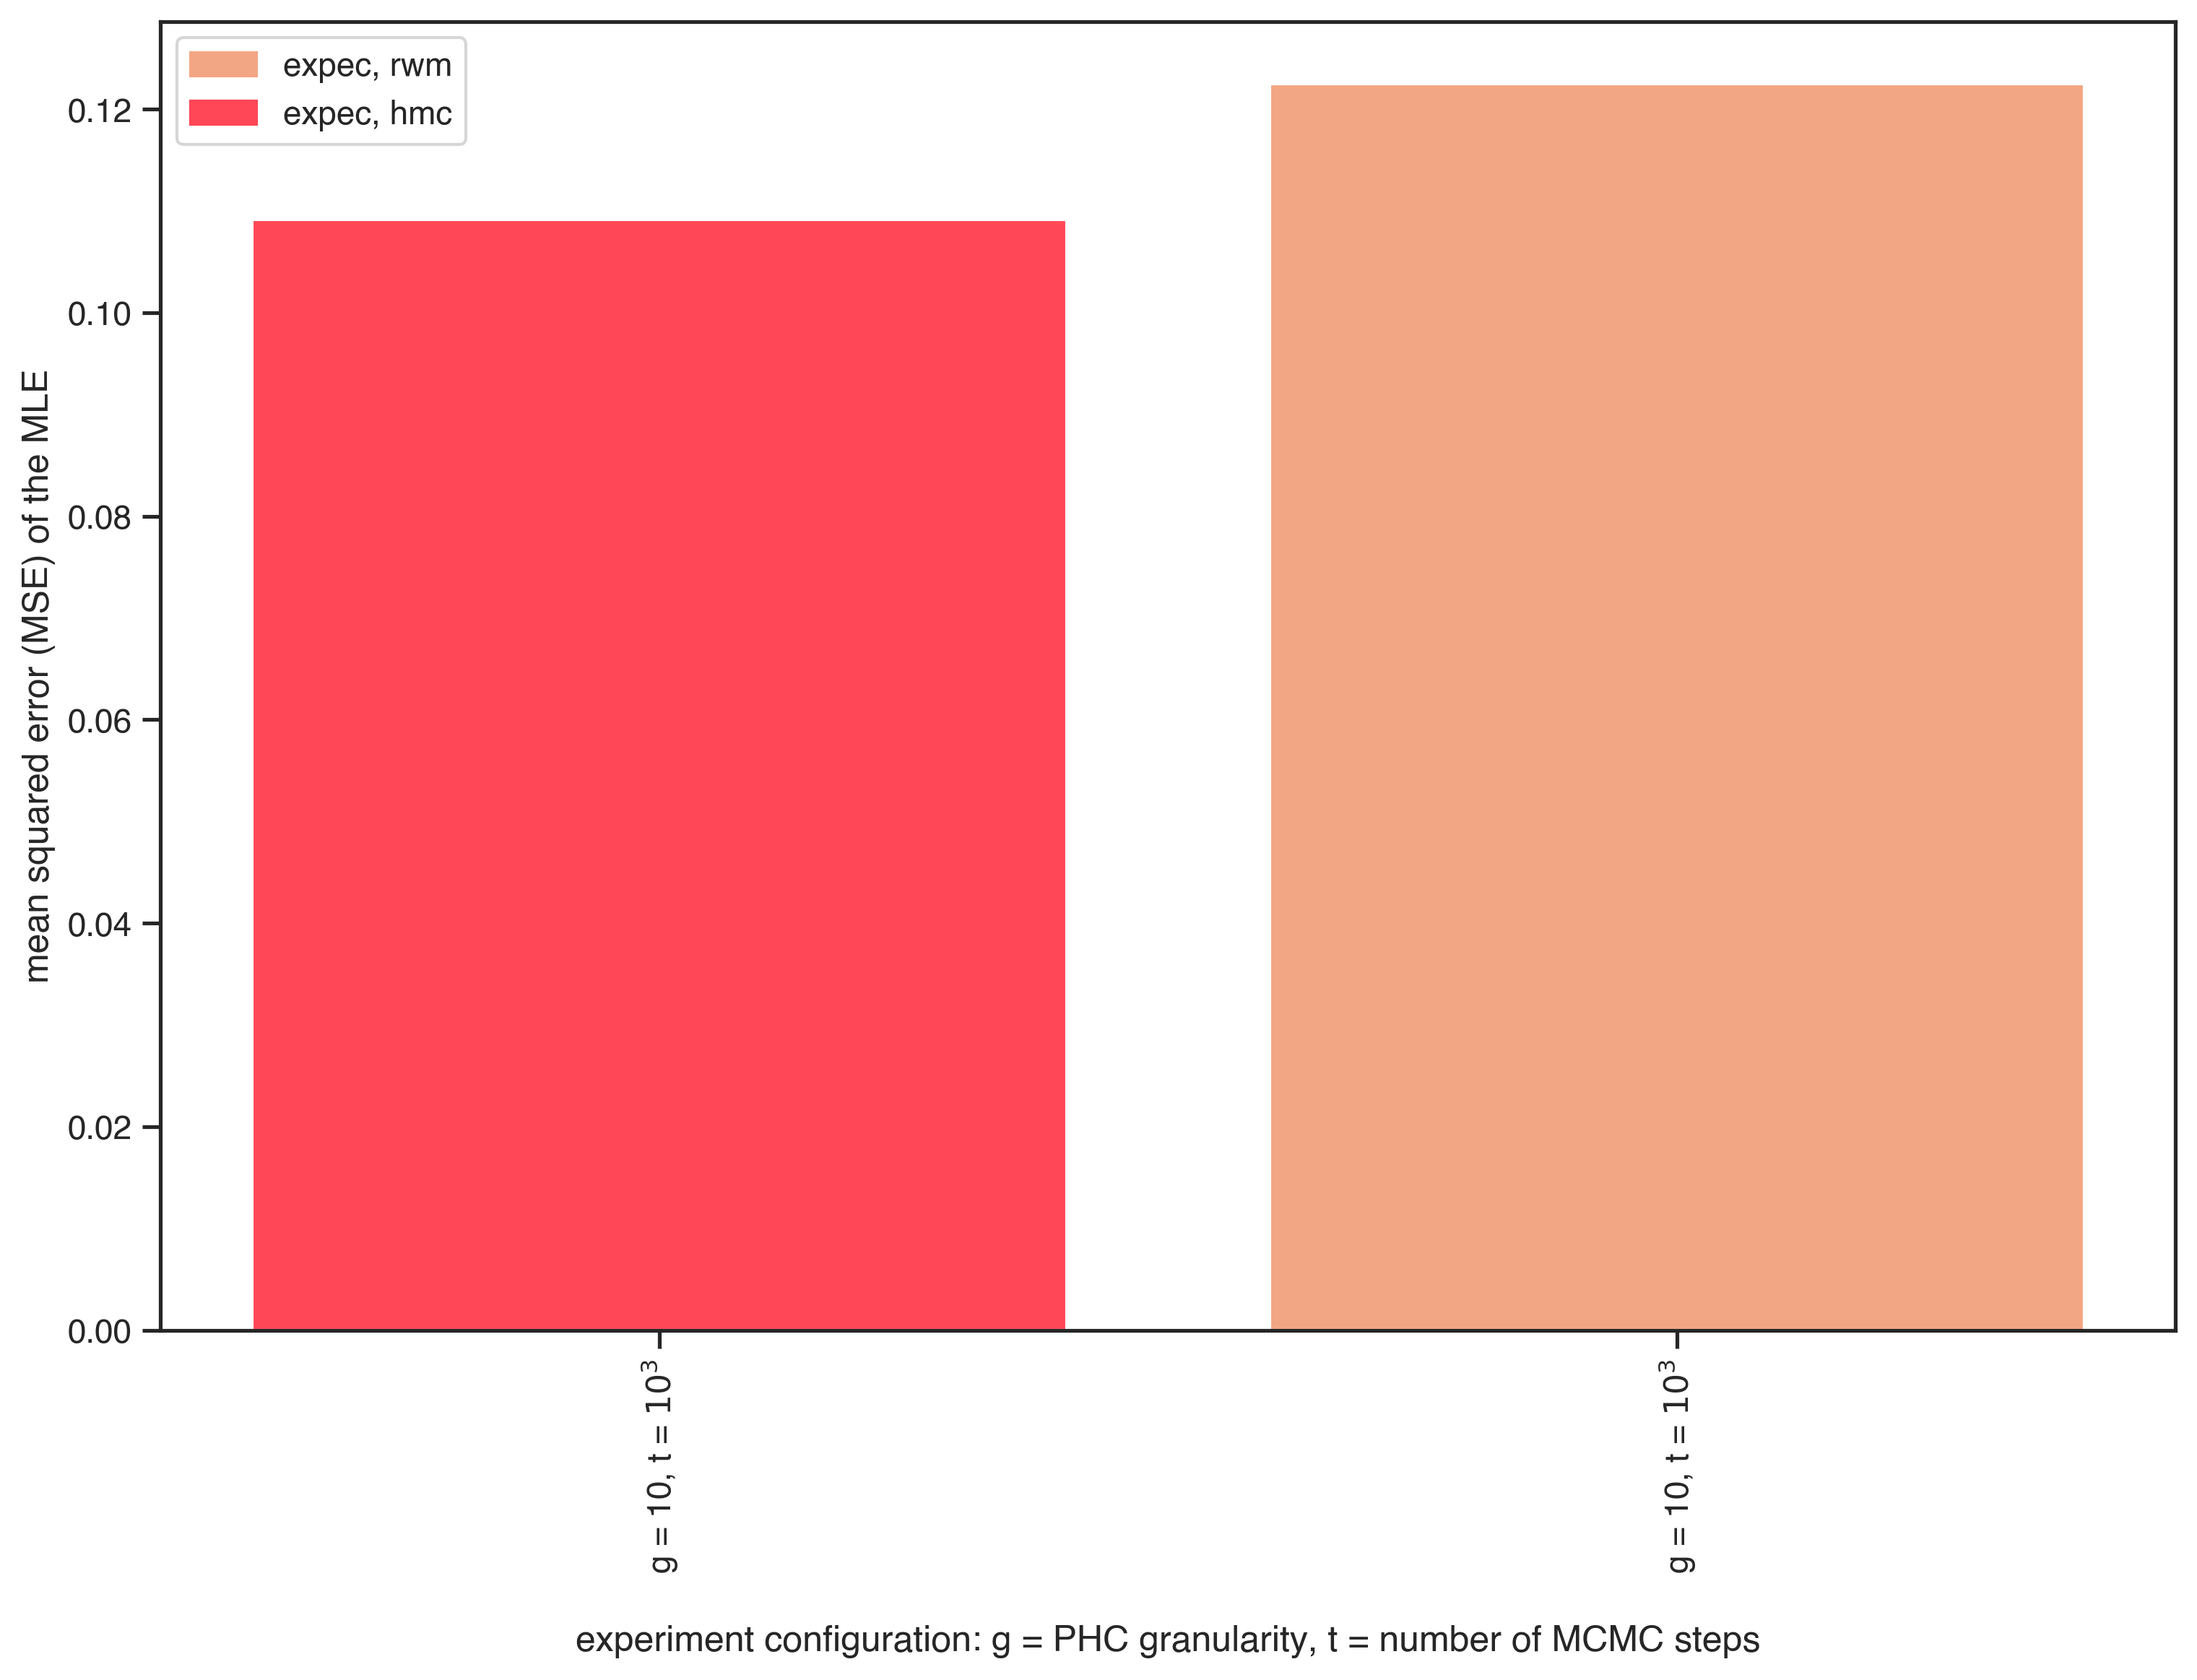 expec, rwm
expec, hmc
mean squared error (MSE) of the MLE
0.12
0.10
0.08
0.06
0.04
0.02
0.00
g = 10, t = 10³
g = 10, t = 10³
experiment configuration: g = PHC granularity, t = number of MCMC steps